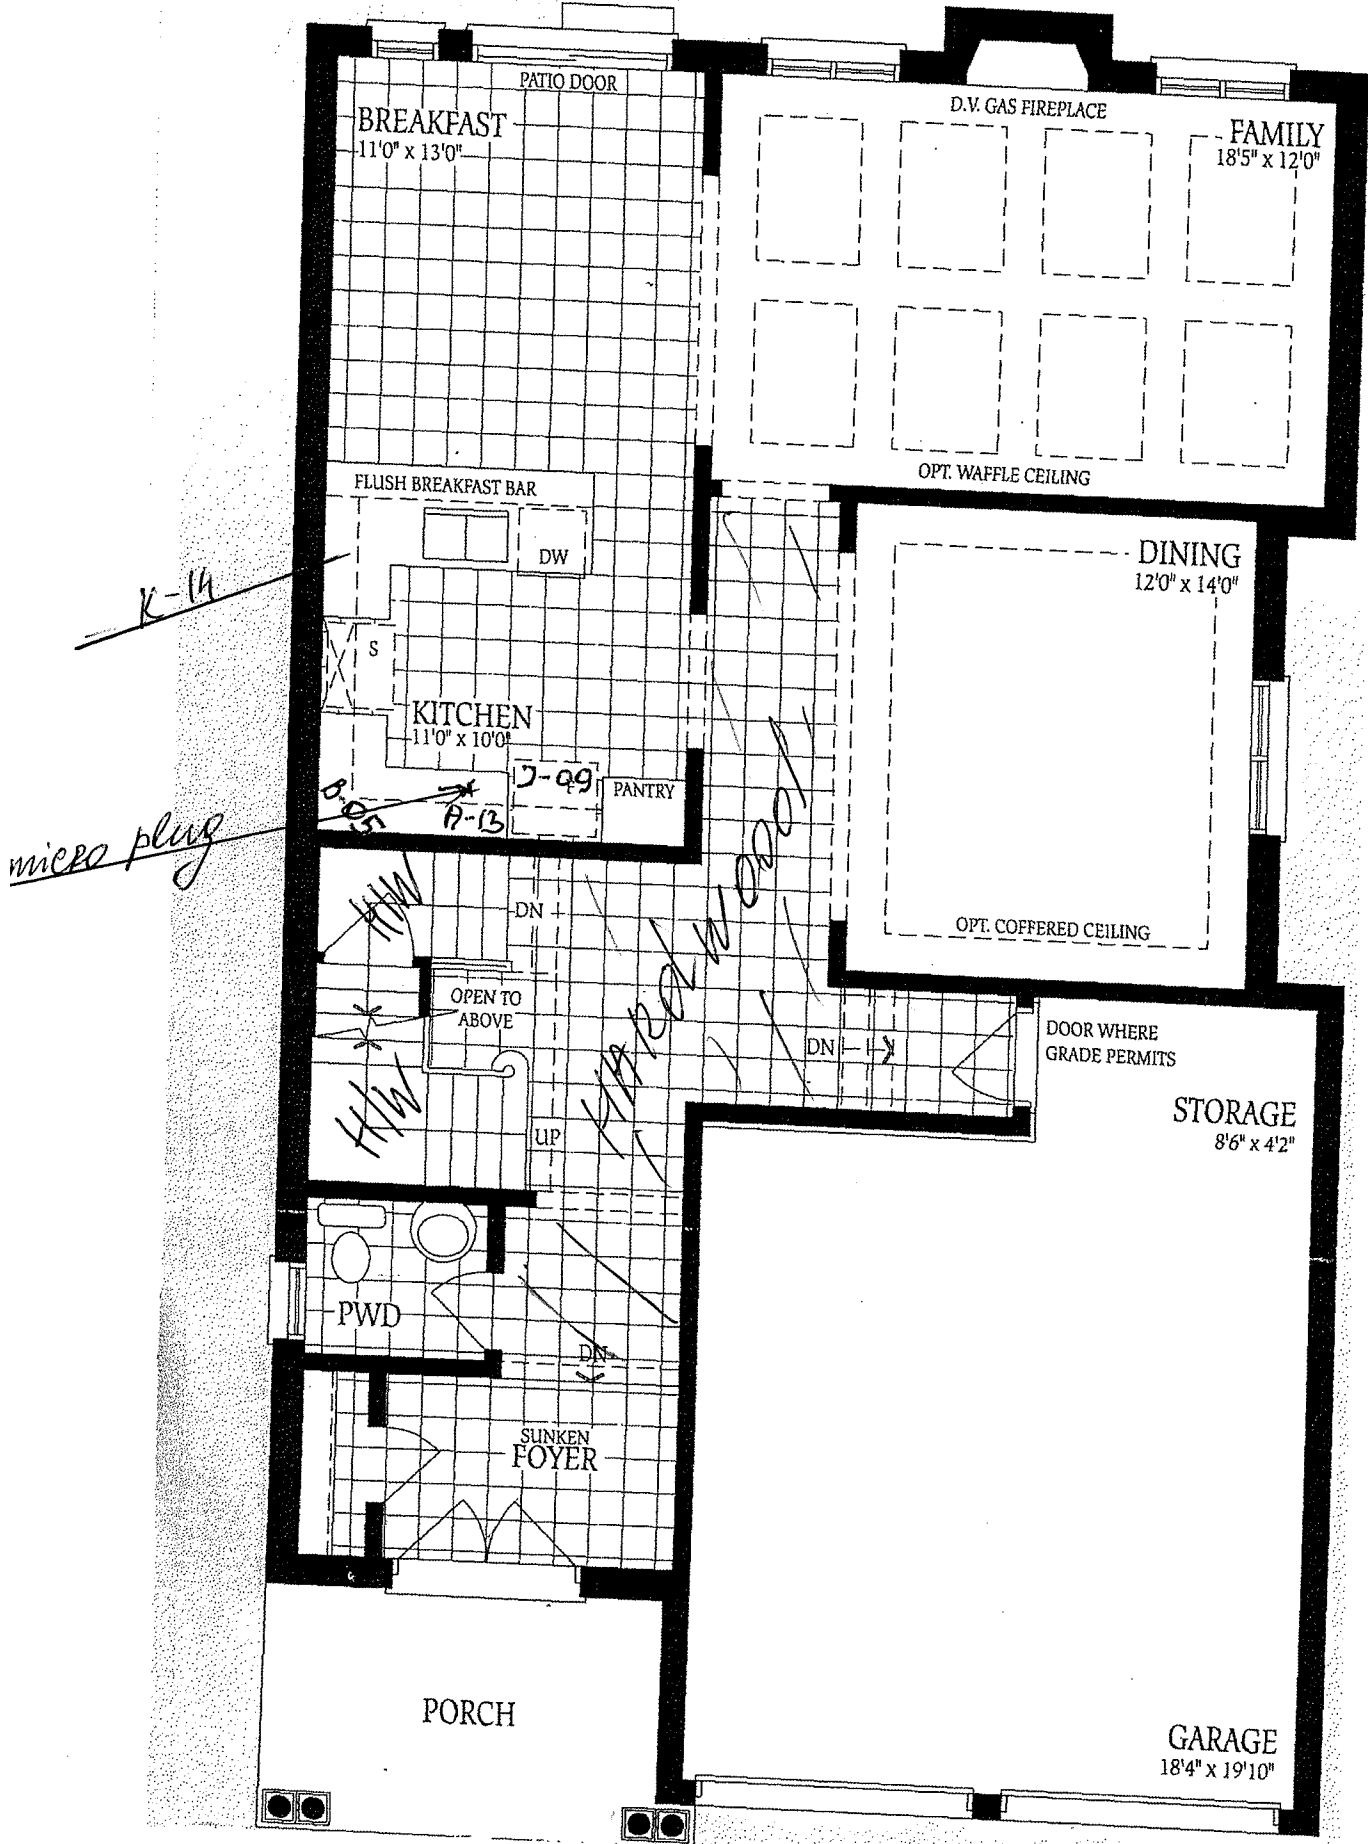 PATIO DOOR
BREAKFAST
11'0" x 13'0"
D.V. GAS FIREPLACE
FAMILY
18'5" x 12'0"
OPT. WAFFLE CEILING
FLUSH BREAKFAST BAR
DW
DINING
12'0" x 14'0"
K-14
S
KITCHEN
11'0" x 10'0"
J-09
PANTRY
B-05
A-13
micro plug
HARDWOOD
H/W
DN
OPT. COFFERED CEILING
OPEN TO
ABOVE
DN
DOOR WHERE
GRADE PERMITS
H/W
UP
STORAGE
8'6" x 4'2"
PWD
DN
SUNKEN
FOYER
PORCH
GARAGE
18'4" x 19'10"